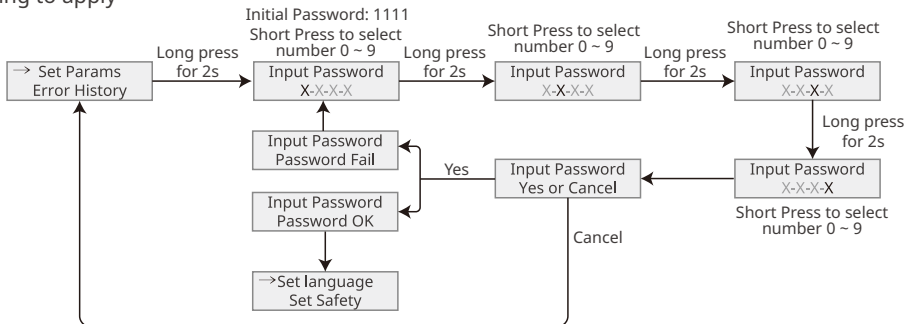 ing to apply
Initial Password: 1111
Short Press to select
number 0 ~ 9
Short Press to select
number 0 ~ 9
Short Press to select
number 0 ~ 9
→ Set Params
Error History
Long press
for 2s
Input Password
X-X-X-X
Long press
for 2s
Input Password
X-X-X-X
Long press
for 2s
Input Password
X-X-X-X
Long press
for 2s
Input Password
Password Fail
Yes
Input Password
Yes or Cancel
Input Password
X-X-X-X
Short Press to select
number 0 ~ 9
Input Password
Password OK
Cancel
→Set language
Set Safety